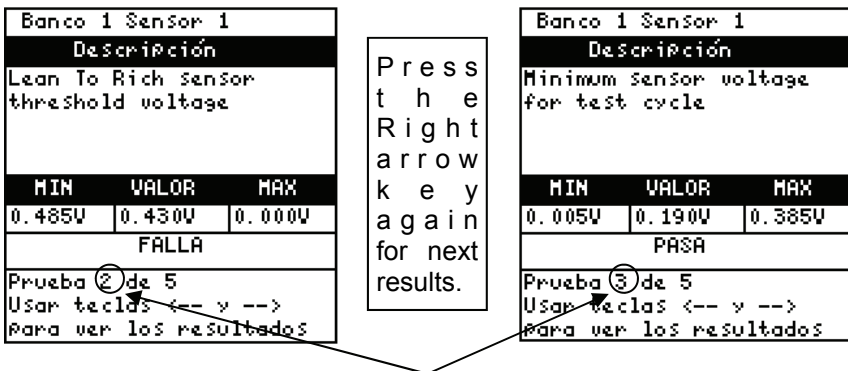 Banco 1 Sensor 1
Descripción
Lean To Rich sensor
threshold voltage
MIN VALOR MAX
0.485V 0.430V 0.000V
FALLA
Prueba 2 de 5
Usar teclas <-- y -->
para ver los resultados
Press
the
Right
arrow
key
again
for next
results.
Banco 1 Sensor 1
Descripción
Minimum sensor voltage
for test cycle
MIN VALOR MAX
0.005V 0.190V 0.385V
PASA
Prueba 3 de 5
Usar teclas <-- y -->
para ver los resultados